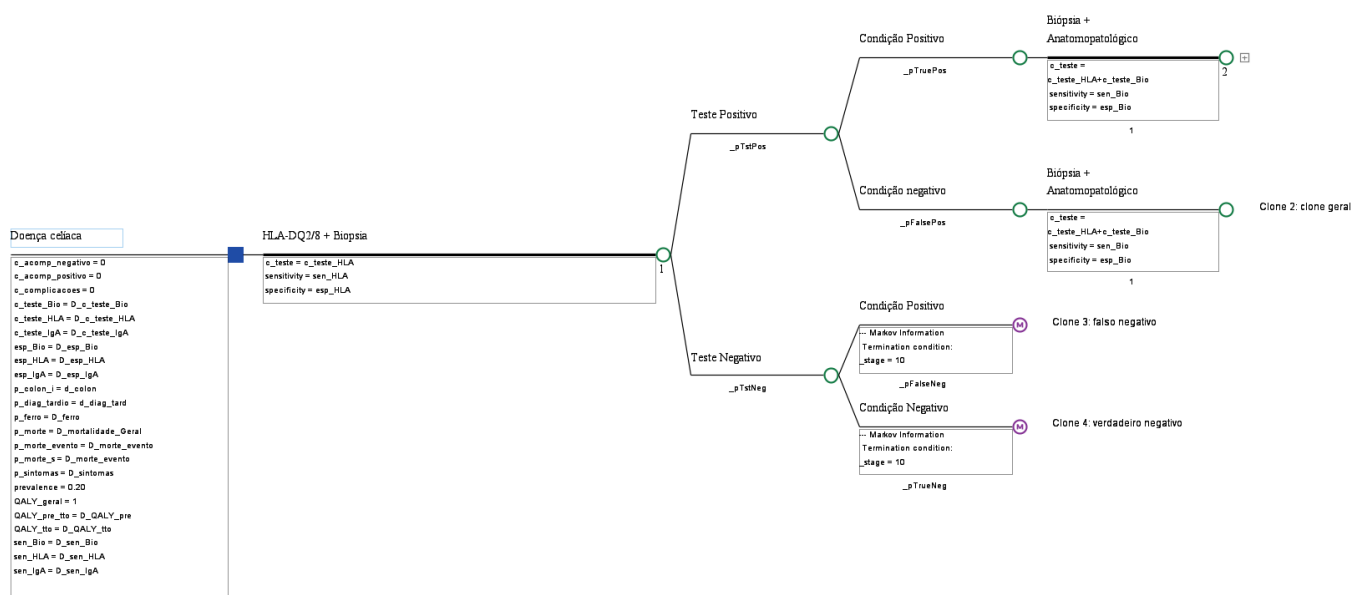 Doença celíaca
c_acomp_negativo = 0
c_acomp_positivo = 0
c_complicacoes = 0
c_teste_Bio = D_c_teste_Bio
c_teste_HLA = D_c_teste_HLA
c_teste_IgA = D_c_teste_IgA
esp_Bio = D_esp_Bio
esp_HLA = D_esp_HLA
esp_IgA = D_esp_IgA
p_colon_i = d_colon
p_diag_tardio = d_diag_tard
p_ferro = D_ferro
p_morte = D_mortalidade_Geral
p_morte_evento = D_morte_evento
p_morte_s = D_morte_evento
p_sintomas = D_sintomas
prevalence = 0.20
QALY_geral = 1
QALY_pre_tto = D_QALY_pre
QALY_tto = D_QALY_tto
sen_Bio = D_sen_Bio
sen_HLA = D_sen_HLA
sen_IgA = D_sen_IgA
HLA-DQ2/8 + Biopsia
c_teste = c_teste_HLA
sensitivity = sen_HLA
specificity = esp_HLA
1
Teste Positivo
_pTstPos
Condição Positivo
_pTruePos
Biópsia +
Anatomopatológico
c_teste =
c_teste_HLA+c_teste_Bio
sensitivity = sen_Bio
specificity = esp_Bio
1
2
Condição negativo
_pFalsePos
Biópsia +
Anatomopatológico
c_teste =
c_teste_HLA+c_teste_Bio
sensitivity = sen_Bio
specificity = esp_Bio
1
Clone 2: clone geral
Teste Negativo
_pTstNeg
Condição Positivo
--- Markov Information
Termination condition:
_stage = 10
_pFalseNeg
M
Clone 3: falso negativo
Condição Negativo
--- Markov Information
Termination condition:
_stage = 10
_pTrueNeg
M
Clone 4: verdadeiro negativo